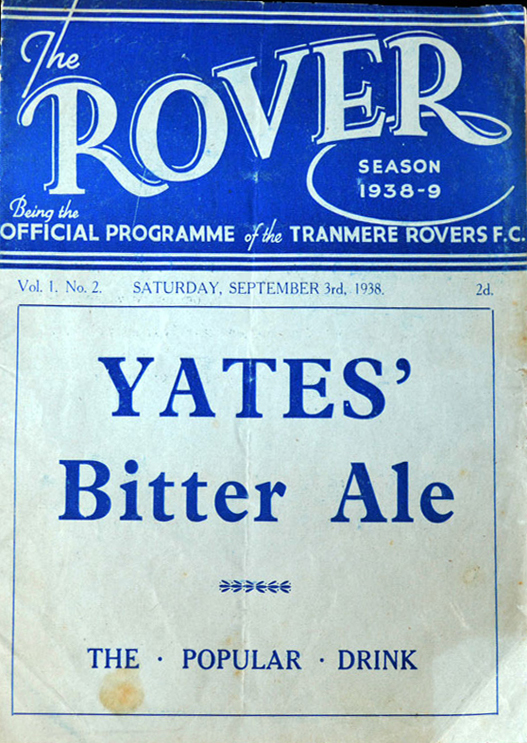 The
ROVER
SEASON
1938-9
Being the
OFFICIAL PROGRAMME of the TRANMERE ROVERS F.C.
Vol. 1. No. 2. SATURDAY, SEPTEMBER 3rd, 1938. 2d.
YATES'
Bitter Ale
THE · POPULAR · DRINK